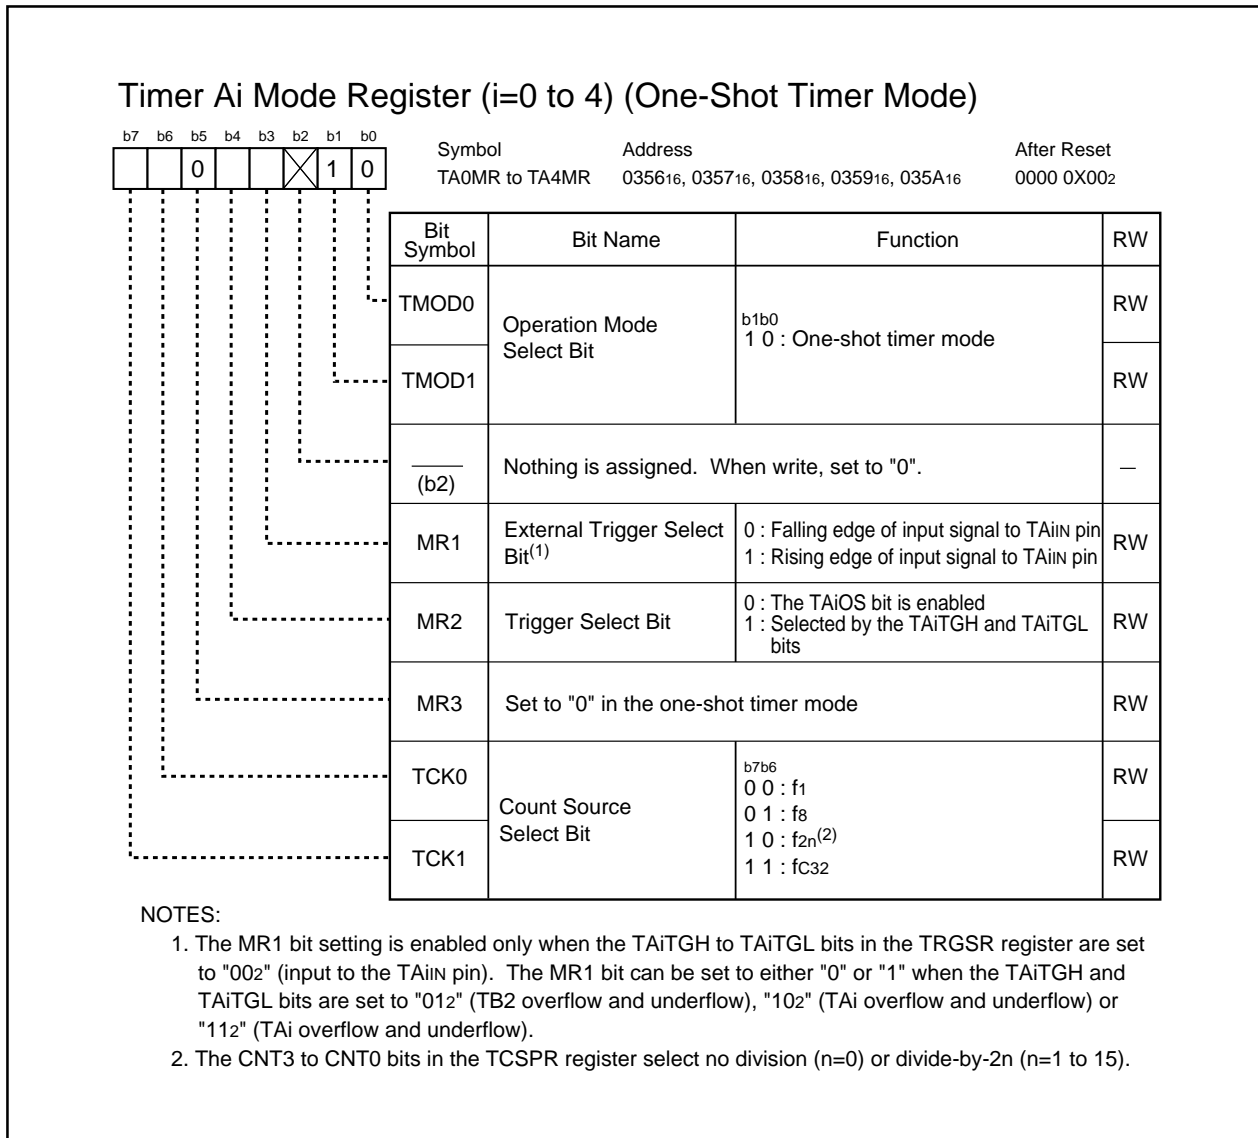 Timer Ai Mode Register (i=0 to 4) (One-Shot Timer Mode)
b7 b6 b5 b4 b3 b2 b1 b0
0 1 0
Symbol Address After Reset
TA0MR to TA4MR 035616, 035716, 035816, 035916, 035A16 0000 0X002
Bit Symbol Bit Name Function RW
TMOD0 RW
Operation Mode
Select Bit
b1b0
1 0 : One-shot timer mode
TMOD1 RW
(b2) Nothing is assigned. When write, set to "0". —
MR1 External Trigger Select
Bit(1)
0 : Falling edge of input signal to TAiIN pin
1 : Rising edge of input signal to TAiIN pin
RW
MR2 Trigger Select Bit
0 : The TAiOS bit is enabled
1 : Selected by the TAiTGH and TAiTGL
bits
RW
MR3 Set to "0" in the one-shot timer mode RW
TCK0 RW
Count Source
Select Bit
b7b6
0 0 : f1
0 1 : f8
1 0 : f2n(2)
1 1 : fC32
TCK1 RW
NOTES:
1. The MR1 bit setting is enabled only when the TAiTGH to TAiTGL bits in the TRGSR register are set
to "002" (input to the TAiIN pin). The MR1 bit can be set to either "0" or "1" when the TAiTGH and
TAiTGL bits are set to "012" (TB2 overflow and underflow), "102" (TAi overflow and underflow) or
"112" (TAi overflow and underflow).
2. The CNT3 to CNT0 bits in the TCSPR register select no division (n=0) or divide-by-2n (n=1 to 15).